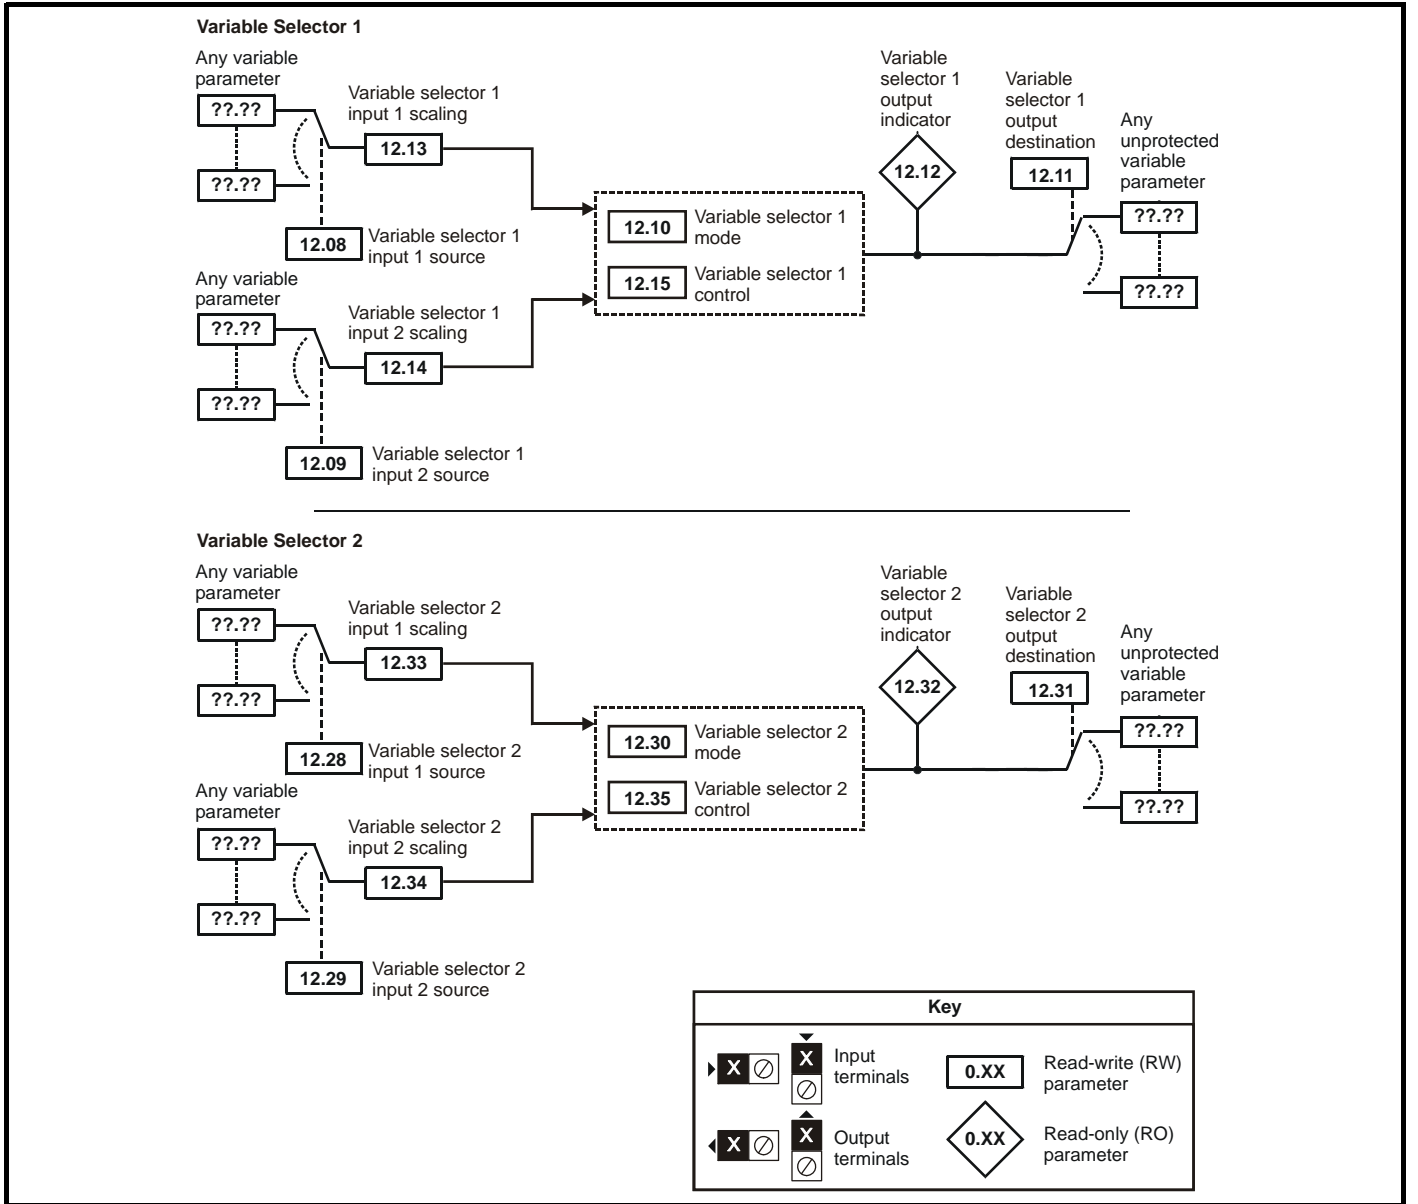 Variable Selector 1
Any variable
parameter
??.??
??.??
Variable selector 1
input 1 scaling
12.13
12.08
Variable selector 1
input 1 source
Any variable
parameter
??.??
??.??
Variable selector 1
input 2 scaling
12.14
12.09
Variable selector 1
input 2 source
12.10
Variable selector 1
mode
12.15
Variable selector 1
control
Variable
selector 1
output
indicator
12.12
Variable
selector 1
output
destination
12.11
Any
unprotected
variable
parameter
??.??
??.??
Variable Selector 2
Any variable
parameter
??.??
??.??
Variable selector 2
input 1 scaling
12.33
12.28
Variable selector 2
input 1 source
Any variable
parameter
??.??
??.??
Variable selector 2
input 2 scaling
12.34
12.29
Variable selector 2
input 2 source
12.30
Variable selector 2
mode
12.35
Variable selector 2
control
Variable
selector 2
output
indicator
12.32
Variable
selector 2
output
destination
12.31
Any
unprotected
variable
parameter
??.??
??.??
Key
X
X
Input
terminals
0.XX
Read-write (RW)
parameter
X
X
Output
terminals
0.XX
Read-only (RO)
parameter